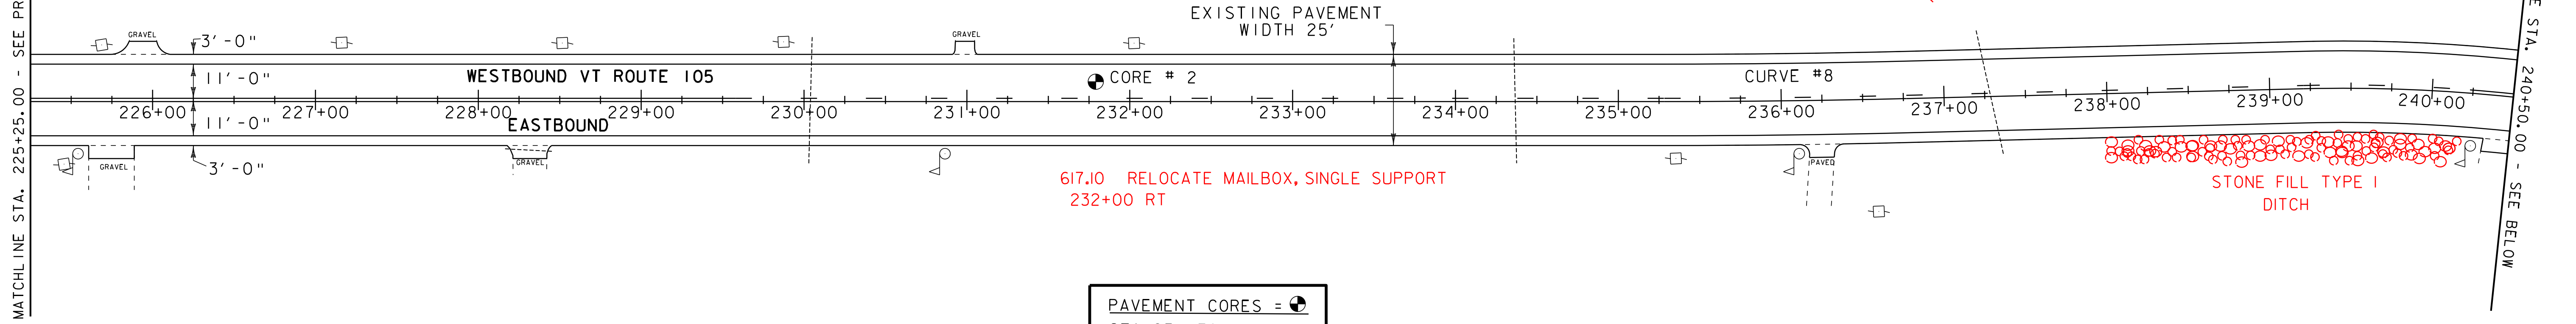 MATCHLINE STA. 225+25.00 - SEE PR
EXISTING PAVEMENT
WIDTH 25'
GRAVEL
3'-0"
GRAVEL
11'-0"
WESTBOUND VT ROUTE 105
CORE # 2
CURVE #8
226+00
227+00
228+00
229+00
230+00
231+00
232+00
233+00
234+00
235+00
236+00
237+00
238+00
239+00
240+00
11'-0"
EASTBOUND
GRAVEL
3'-0"
GRAVEL
PAVED
617.10 RELOCATE MAILBOX, SINGLE SUPPORT
232+00 RT
STONE FILL TYPE I
DITCH
E STA. 240+50.00 - SEE BELOW
PAVEMENT CORES =